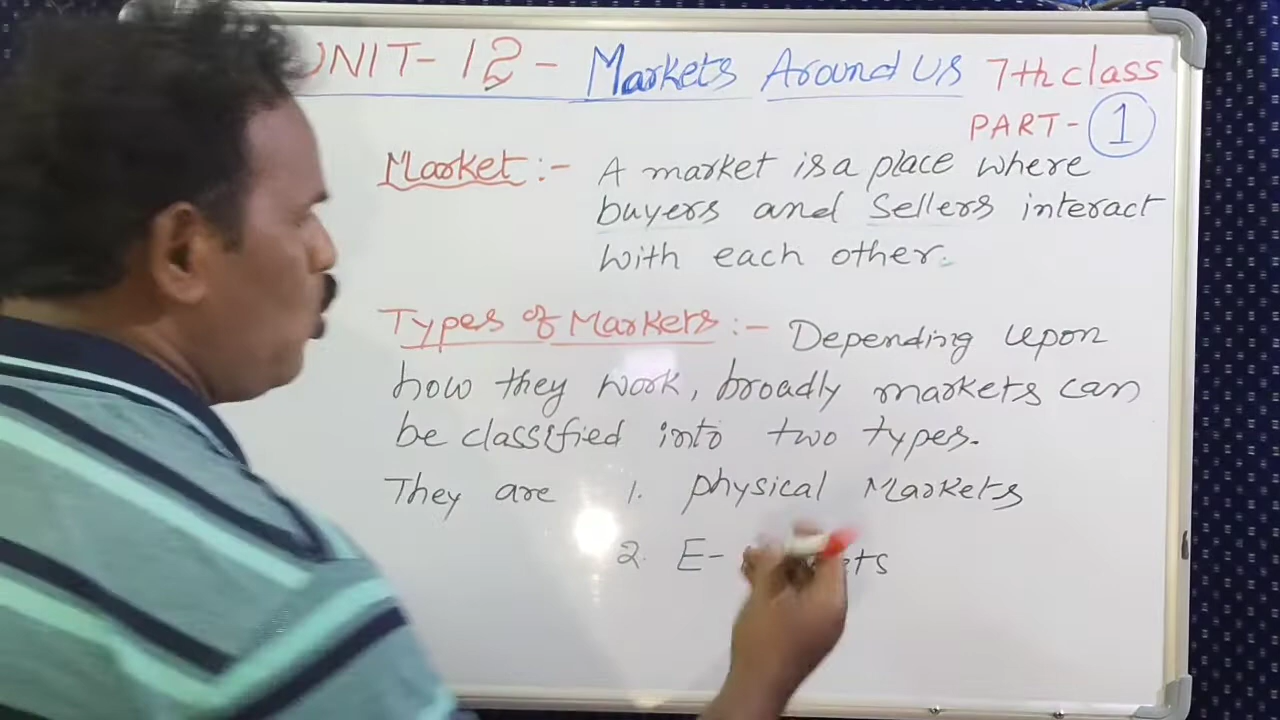 UNIT- 12 - Markets Around Us 7th class
PART- 1
Market :- A market is a place where
buyers and Sellers interact
with each other.
Types of Markets :- Depending upon
how they work, broadly markets can
be classified into two types.
They are 1. physical Markets
2. E-